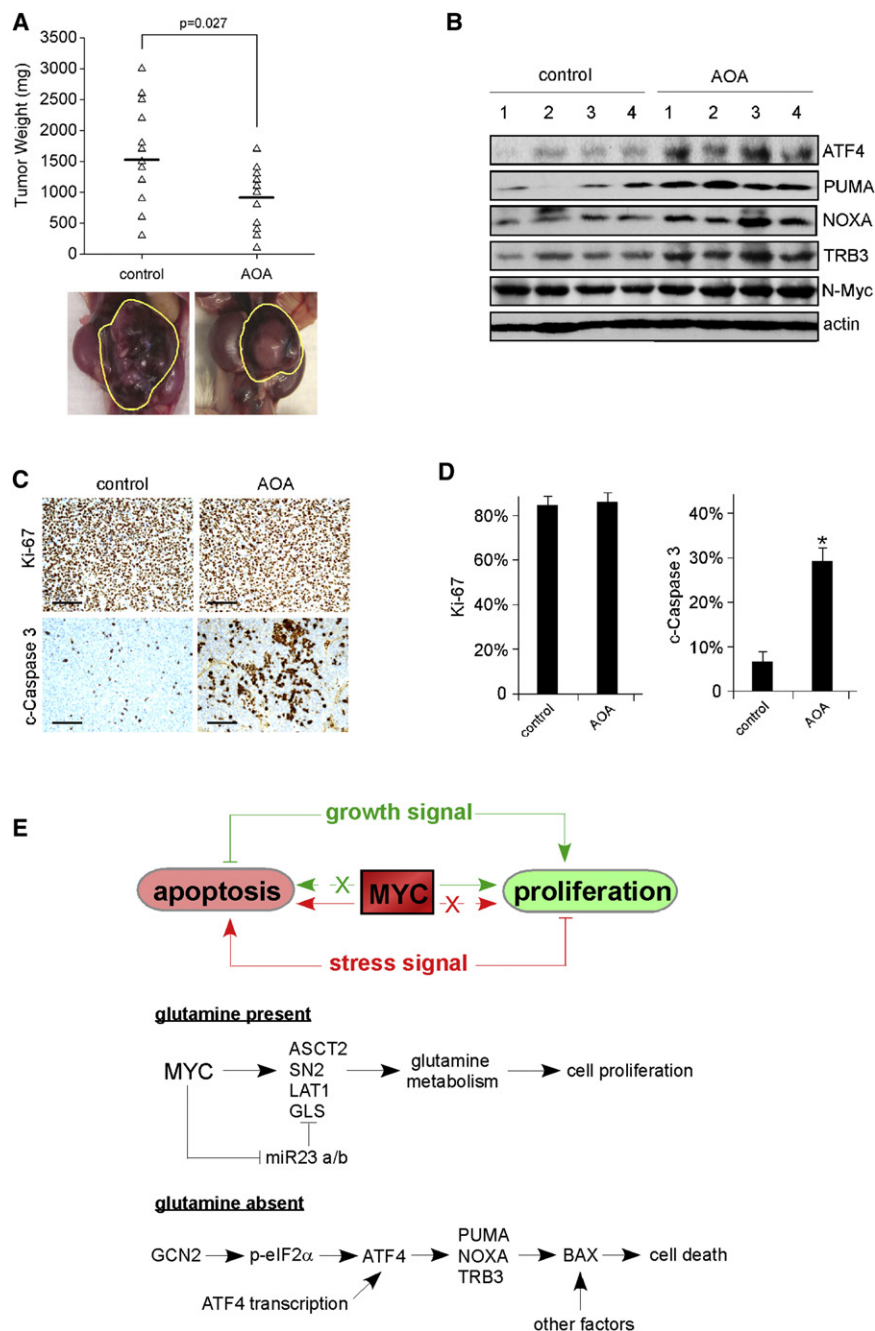 A
p=0.027
Tumor Weight (mg)
3500
3000
2500
2000
1500
1000
500
0
control AOA
B
control AOA
1 2 3 4 1 2 3 4
ATF4
PUMA
NOXA
TRB3
N-Myc
actin
C
control AOA
Ki-67
c-Caspase 3
D
Ki-67
80%
60%
40%
20%
0
control AOA
c-Caspase 3
40%
30%
20%
10%
0
*
control AOA
E
growth signal
apoptosis X MYC X proliferation
stress signal
glutamine present
MYC
ASCT2
SN2
LAT1
GLS
glutamine
metabolism
cell proliferation
miR23 a/b
glutamine absent
GCN2 p-eIF2α ATF4
PUMA
NOXA
TRB3
BAX cell death
ATF4 transcription
other factors